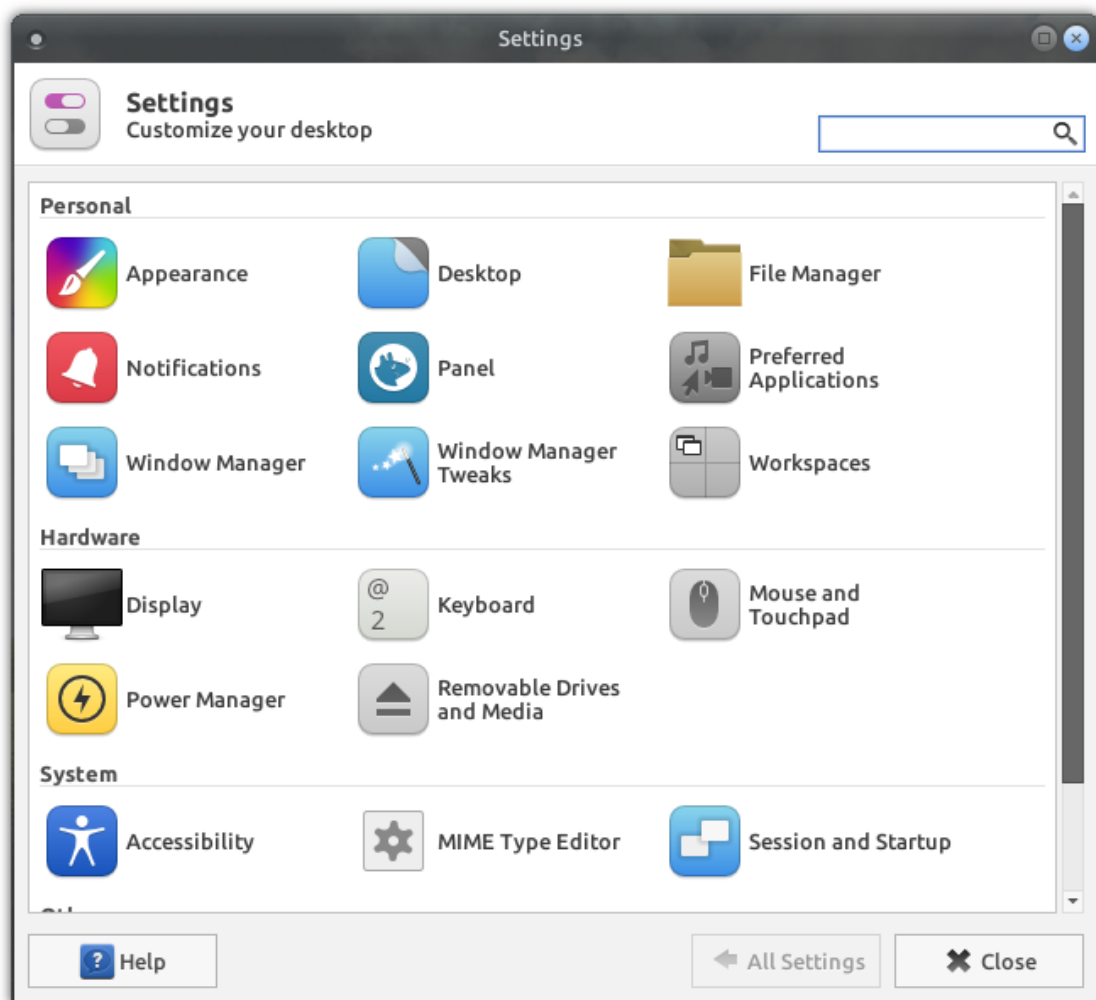 Settings
Settings
Customize your desktop
Personal
Appearance
Desktop
File Manager
Notifications
Panel
Preferred
Applications
Window Manager
Window Manager
Tweaks
Workspaces
Hardware
Display
@
2
Keyboard
Mouse and
Touchpad
Power Manager
Removable Drives
and Media
System
Accessibility
MIME Type Editor
Session and Startup
? Help
All Settings
Close